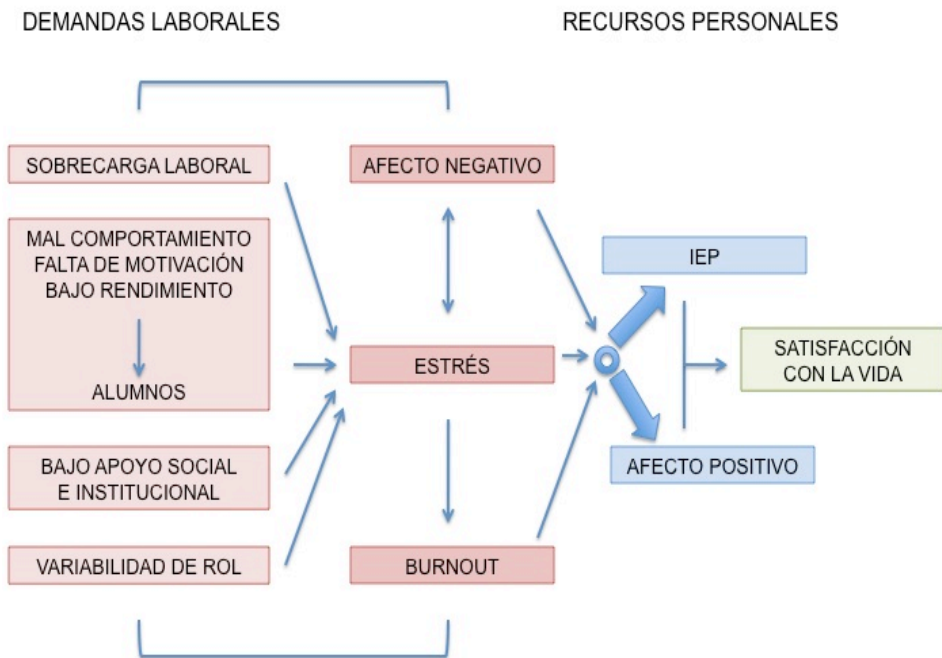 DEMANDAS LABORALES
RECURSOS PERSONALES
SOBRECARGA LABORAL
MAL COMPORTAMIENTO
FALTA DE MOTIVACIÓN
BAJO RENDIMIENTO
ALUMNOS
BAJO APOYO SOCIAL
E INSTITUCIONAL
VARIABILIDAD DE ROL
AFECTO NEGATIVO
ESTRÉS
BURNOUT
IEP
AFECTO POSITIVO
SATISFACCIÓN
CON LA VIDA